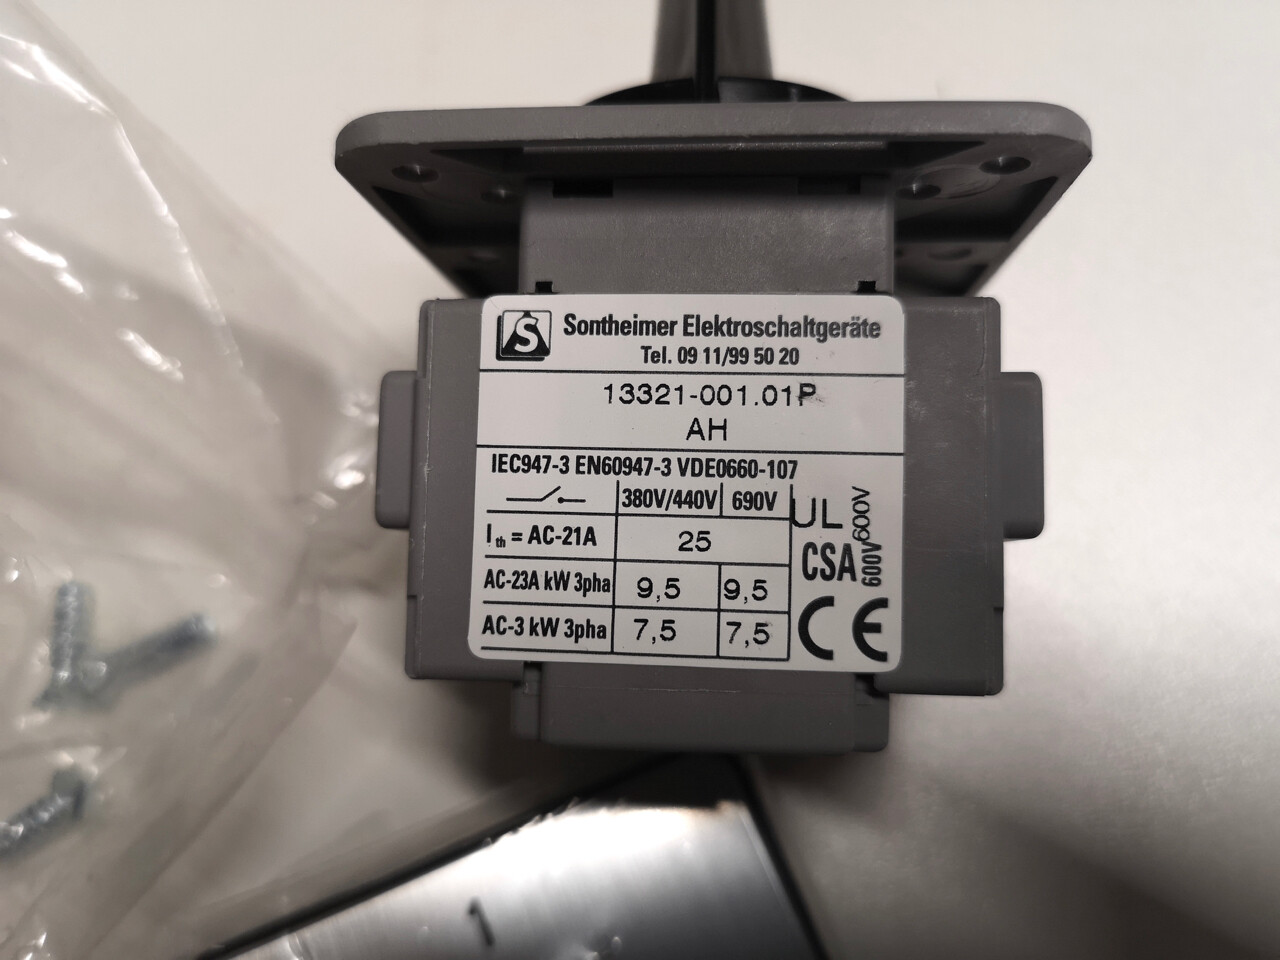 S
Sontheimer Elektroschaltgeräte
Tel. 09 11/99 50 20
13321-001.01P
AH
IEC947-3 EN60947-3 VDE0660-107
380V/440V 690V
Ith = AC-21A 25
AC-23A kW 3pha 9,5 9,5
AC-3 kW 3pha 7,5 7,5
UL 600V
CSA 600V
CE
1